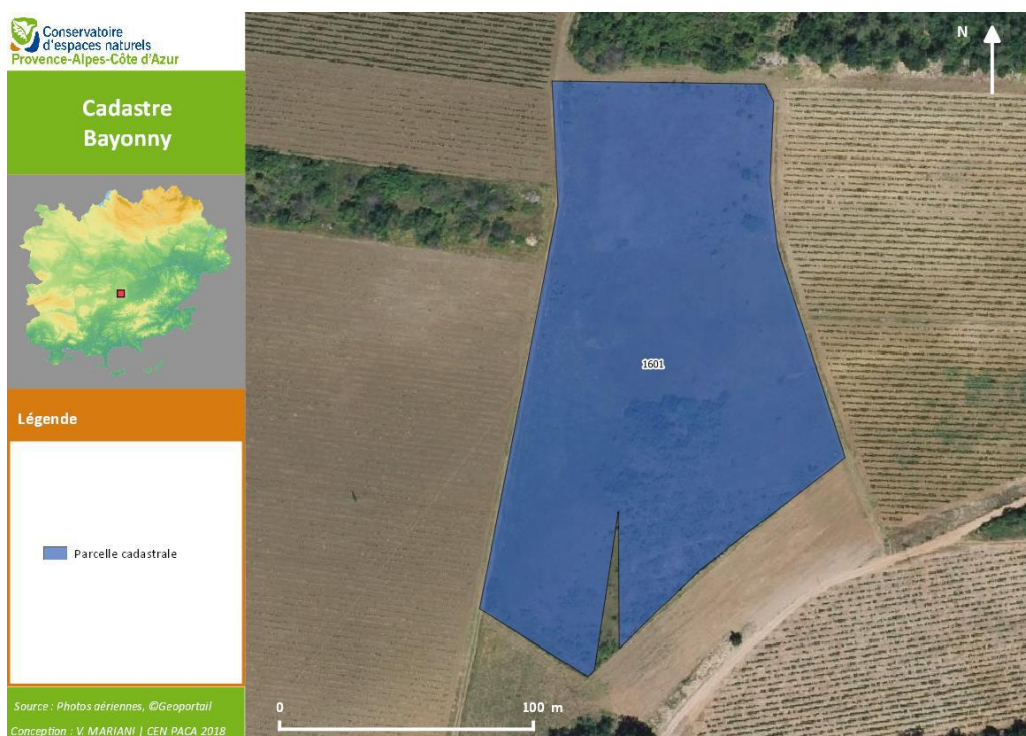 Conservatoire
d'espaces naturels
Provence-Alpes-Côte d'Azur
Cadastre
Bayonny
Légende
Parcelle cadastrale
Source : Photos aériennes, ©Geoportail
Conception : V. MARIANI | CEN PACA 2018
N
1601
0 100 m